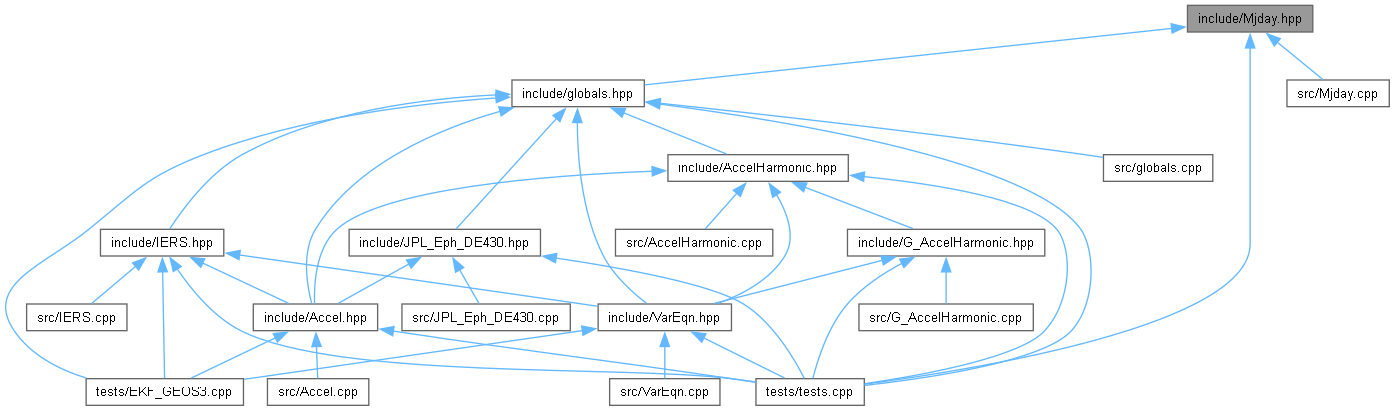 include/Mjday.hpp
include/globals.hpp
src/Mjday.cpp
include/AccelHarmonic.hpp
src/globals.cpp
include/IERS.hpp
include/JPL_Eph_DE430.hpp
src/AccelHarmonic.cpp
include/G_AccelHarmonic.hpp
src/IERS.cpp
include/Accel.hpp
src/JPL_Eph_DE430.cpp
include/VarEqn.hpp
src/G_AccelHarmonic.cpp
tests/EKF_GEOS3.cpp
src/Accel.cpp
src/VarEqn.cpp
tests/tests.cpp